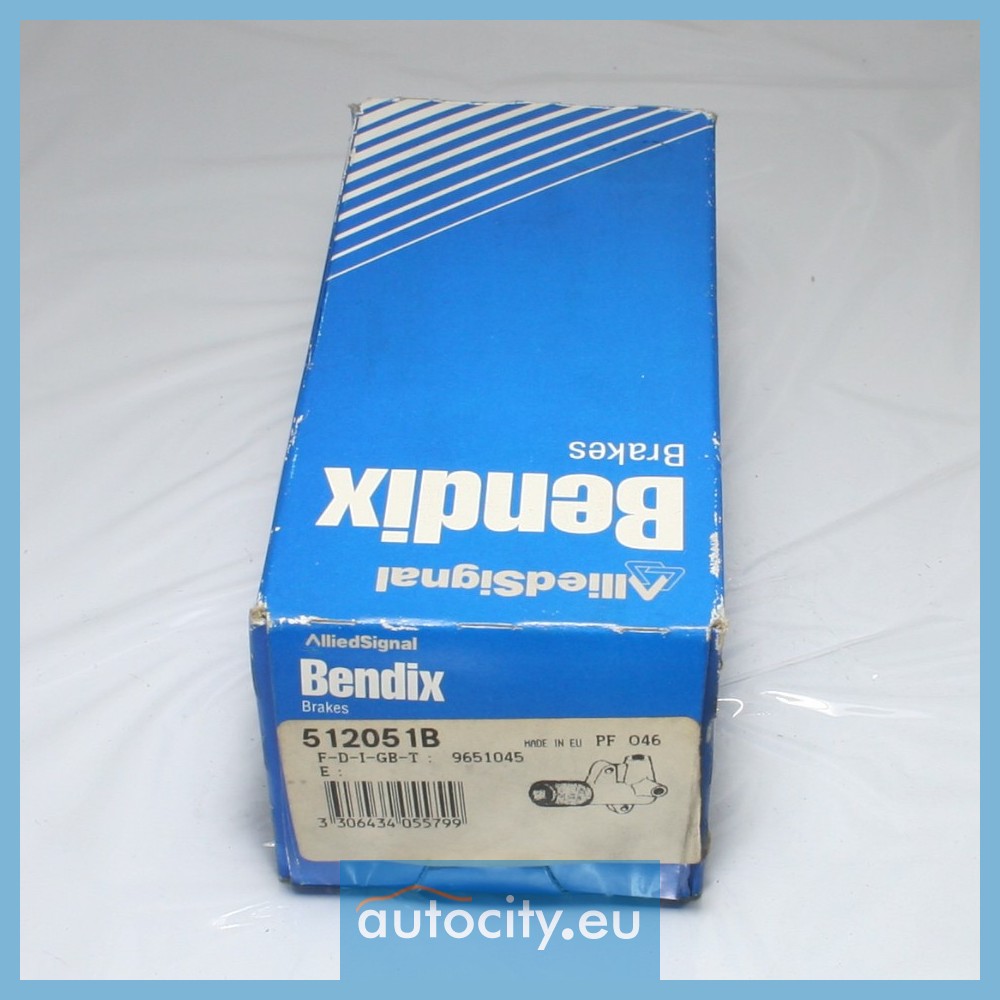 Brakes
Bendix
AlliedSignal
AlliedSignal
Bendix
Brakes
512051B MADE IN EU PF 046
F-D-I-GB-T : 9651045
E :
3 306434 055799
autocity.eu